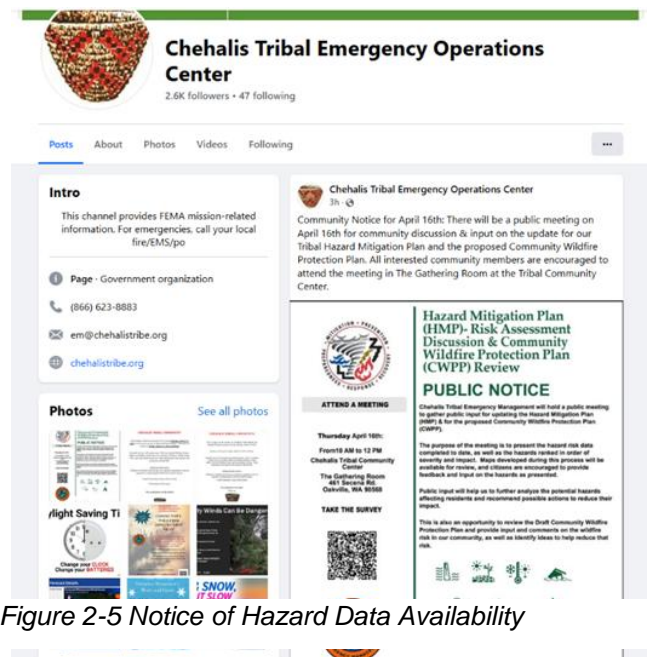 Chehalis Tribal Emergency Operations
Center
2.6K followers • 47 following
Posts About Photos Videos Following
Intro
This channel provides FEMA mission-related
information. For emergencies, call your local
fire/EMS/po
Page · Government organization
(866) 623-8883
em@chehalistribe.org
chehalistribe.org
Photos
See all photos
ylight Saving Ti
Change your CLOCK
Change your BATTERIES
y Winds Can Be Danger
SNOW,
IT SLOW
Chehalis Tribal Emergency Operations Center
3h ·
Community Notice for April 16th: There will be a public meeting on
April 16th for community discussion & input on the update for our
Tribal Hazard Mitigation Plan and the proposed Community Wildfire
Protection Plan. All interested community members are encouraged to
attend the meeting in The Gathering Room at the Tribal Community
Center.
MITIGATION • PREVENTION
PREPAREDNESS • RESPONSE • RECOVERY
ATTEND A MEETING
Thursday April 16th:
From10 AM to 12 PM
Chehalis Tribal Community
Center
The Gathering Room
461 Secena Rd.
Oakville, WA 98568
TAKE THE SURVEY
Hazard Mitigation Plan
(HMP)- Risk Assessment
Discussion & Community
Wildfire Protection Plan
(CWPP) Review
PUBLIC NOTICE
Chehalis Tribal Emergency Management will hold a public meeting
to gather public input for updating the Hazard Mitigation Plan
(HMP) & for the proposed Community Wildfire Protection Plan
(CWPP).
The purpose of the meeting is to present the hazard risk data
completed to date, as well as the hazards ranked in order of
severity and impact. Maps developed during this process will be
available for review, and citizens are encouraged to provide
feedback and input on the hazards as presented.
Public input will help us to further analyze the potential hazards
affecting residents and recommend possible actions to reduce their
impact.
This is also an opportunity to review the Draft Community Wildfire
Protection Plan and provide input and comments on the wildfire
risk in our community, as well as identify ideas to help reduce that
risk.
Figure 2-5 Notice of Hazard Data Availability